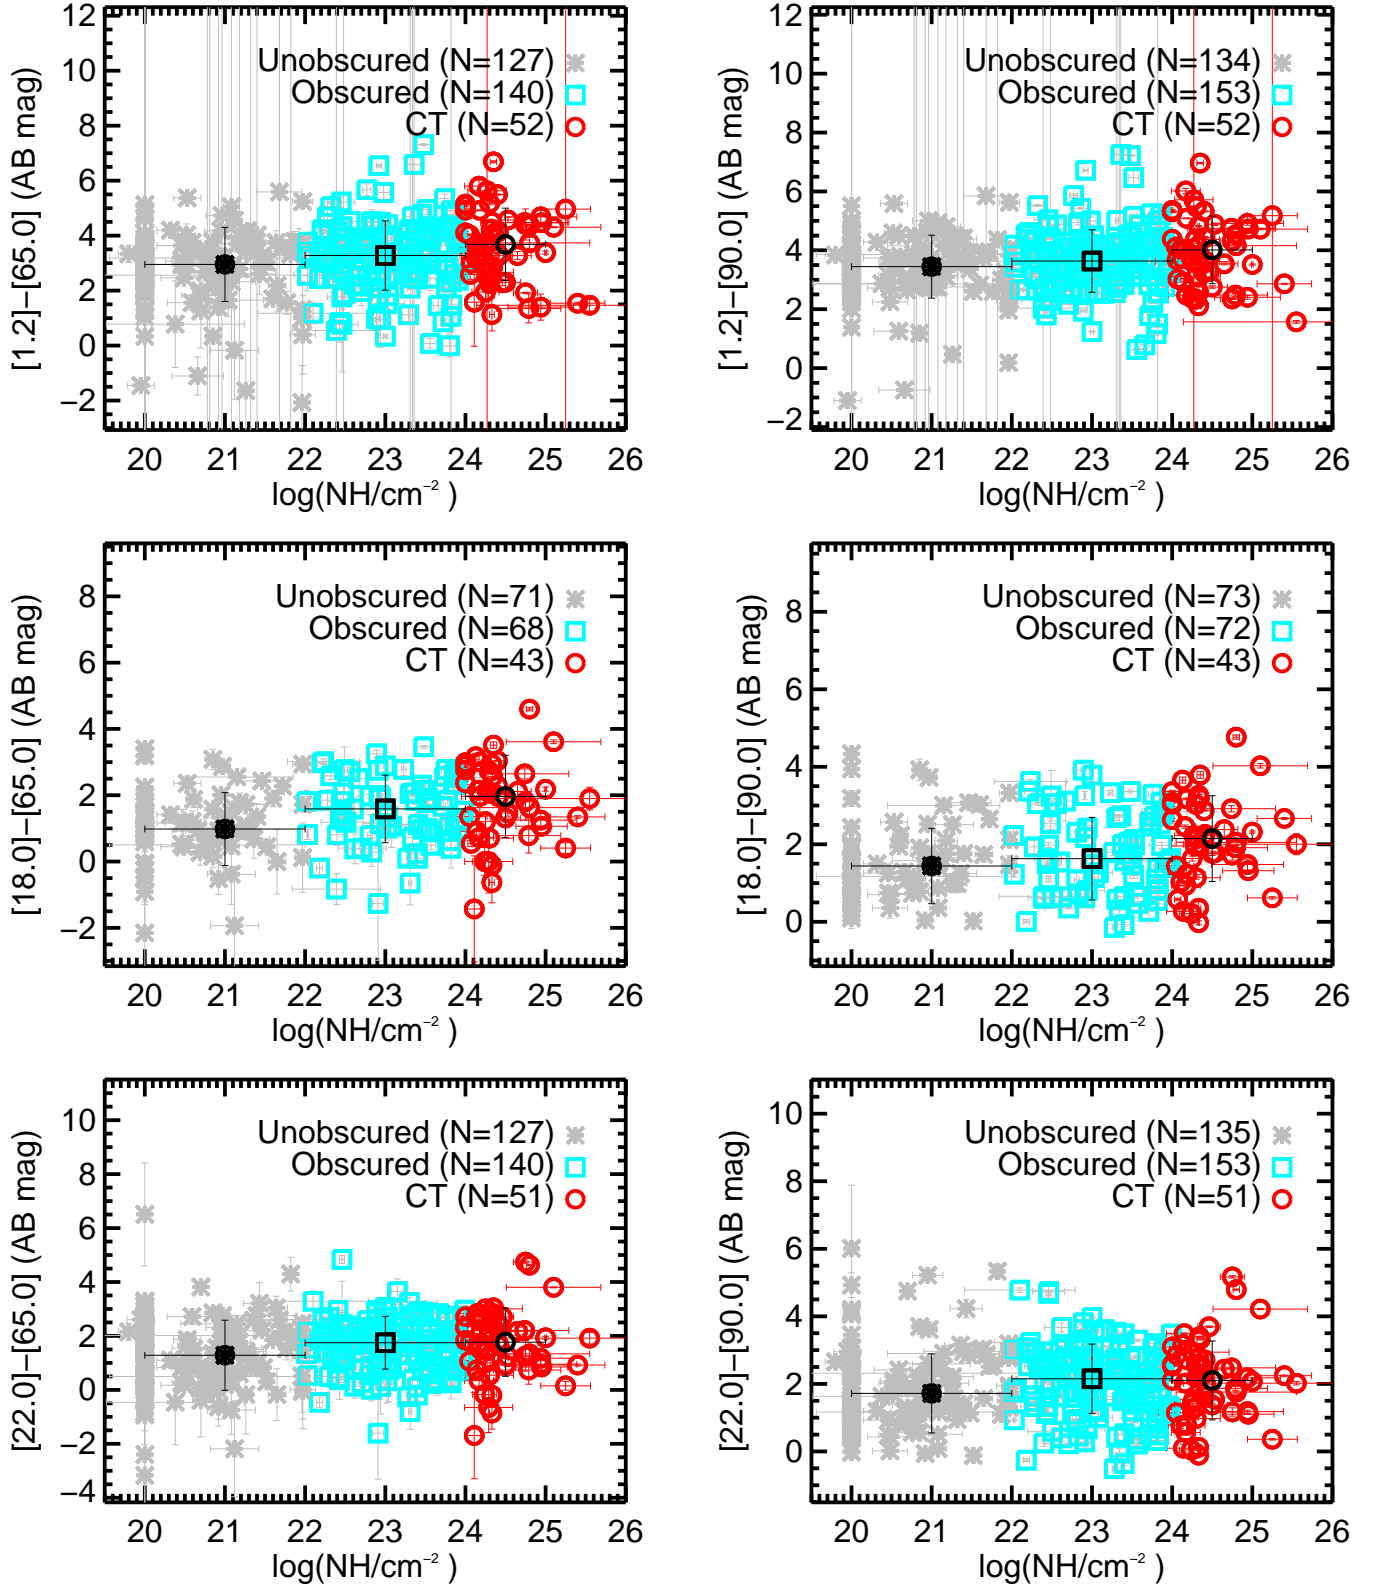 12
10
8
6
4
2
0
−2
[1.2]−[65.0] (AB mag)
Unobscured (N=127)
Obscured (N=140)
CT (N=52)
20 21 22 23 24 25 26
log(NH/cm⁻² )
12
10
8
6
4
2
0
−2
[1.2]−[90.0] (AB mag)
Unobscured (N=134)
Obscured (N=153)
CT (N=52)
20 21 22 23 24 25 26
log(NH/cm⁻² )
8
6
4
2
0
−2
[18.0]−[65.0] (AB mag)
Unobscured (N=71)
Obscured (N=68)
CT (N=43)
20 21 22 23 24 25 26
log(NH/cm⁻² )
8
6
4
2
0
[18.0]−[90.0] (AB mag)
Unobscured (N=73)
Obscured (N=72)
CT (N=43)
20 21 22 23 24 25 26
log(NH/cm⁻² )
10
8
6
4
2
0
−2
−4
[22.0]−[65.0] (AB mag)
Unobscured (N=127)
Obscured (N=140)
CT (N=51)
20 21 22 23 24 25 26
log(NH/cm⁻² )
10
8
6
4
2
0
[22.0]−[90.0] (AB mag)
Unobscured (N=135)
Obscured (N=153)
CT (N=51)
20 21 22 23 24 25 26
log(NH/cm⁻² )